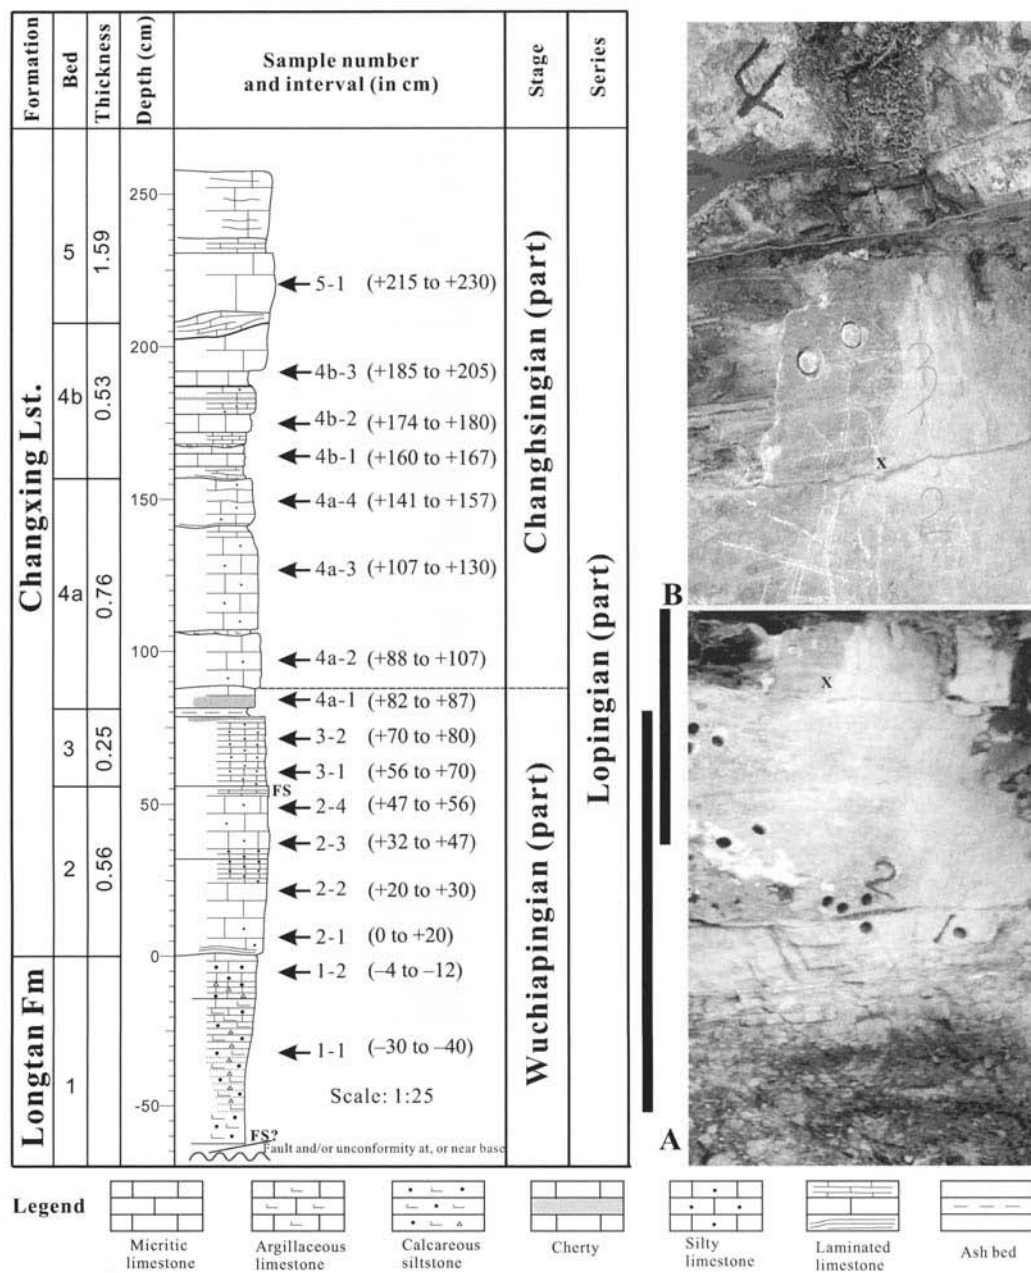 Formation
Bed
Thickness
Depth (cm)
Sample number
and interval (in cm)
Stage
Series
Changxing Lst.
Longtan Fm
5
4b
4a
3
2
1
1.59
0.53
0.76
0.25
0.56
250
200
150
100
50
0
-50
5-1 (+215 to +230)
4b-3 (+185 to +205)
4b-2 (+174 to +180)
4b-1 (+160 to +167)
4a-4 (+141 to +157)
4a-3 (+107 to +130)
4a-2 (+88 to +107)
4a-1 (+82 to +87)
3-2 (+70 to +80)
3-1 (+56 to +70)
FS
2-4 (+47 to +56)
2-3 (+32 to +47)
2-2 (+20 to +30)
2-1 (0 to +20)
1-2 (–4 to –12)
1-1 (–30 to –40)
Scale: 1:25
FS?
Fault and/or unconformity at, or near base
Changhsingian (part)
Wuchiapingian (part)
Lopingian (part)
4
x
B
x
2
1
A
Legend
Micritic
limestone
Argillaceous
limestone
Calcareous
siltstone
Cherty
Silty
limestone
Laminated
limestone
Ash bed